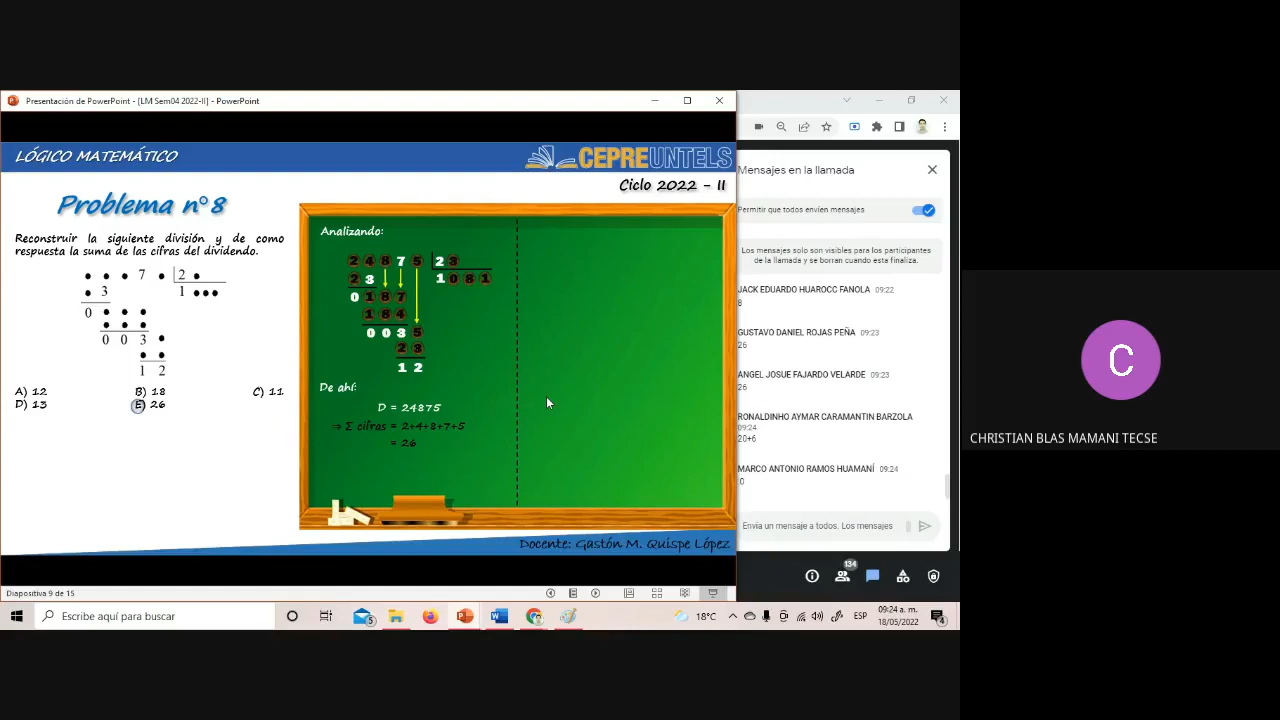 Presentación de PowerPoint - [LM Sem04 2022-II] - PowerPoint
LÓGICO MATEMÁTICO
CEPREUNTELS
Ciclo 2022 - II
Problema n° 8
Reconstruir la siguiente división y de como
respuesta la suma de las cifras del dividendo.
• • • 7 • 2 •
• 3 1 • • •
0 • • •
• • •
0 0 3 •
• •
1 2
A) 12 B) 18 C) 11
D) 13 E) 26
Analizando:
2 4 8 7 5 2 3
2 3 1 0 8 1
0 1 8 7
1 8 4
0 0 3 5
2 3
1 2
De ahí:
D = 24875
⇒ Σ cifras = 2+4+8+7+5
= 26
Docente: Gastón M. Quispe López
Diapositiva 9 de 15
Mensajes en la llamada
Permitir que todos envíen mensajes
Los mensajes solo son visibles para los participantes
de la llamada y se borran cuando esta finaliza.
JACK EDUARDO HUAROCC FANOLA 09:22
8
GUSTAVO DANIEL ROJAS PEÑA 09:23
26
ANGEL JOSUE FAJARDO VELARDE 09:23
26
RONALDINHO AYMAR CARAMANTIN BARZOLA
09:24
20+6
MARCO ANTONIO RAMOS HUAMANÍ 09:24
Envía un mensaje a todos. Los mensajes
134
C
CHRISTIAN BLAS MAMANI TECSE
Escribe aquí para buscar
5
18°C
ESP
09:24 a. m.
18/05/2022
4